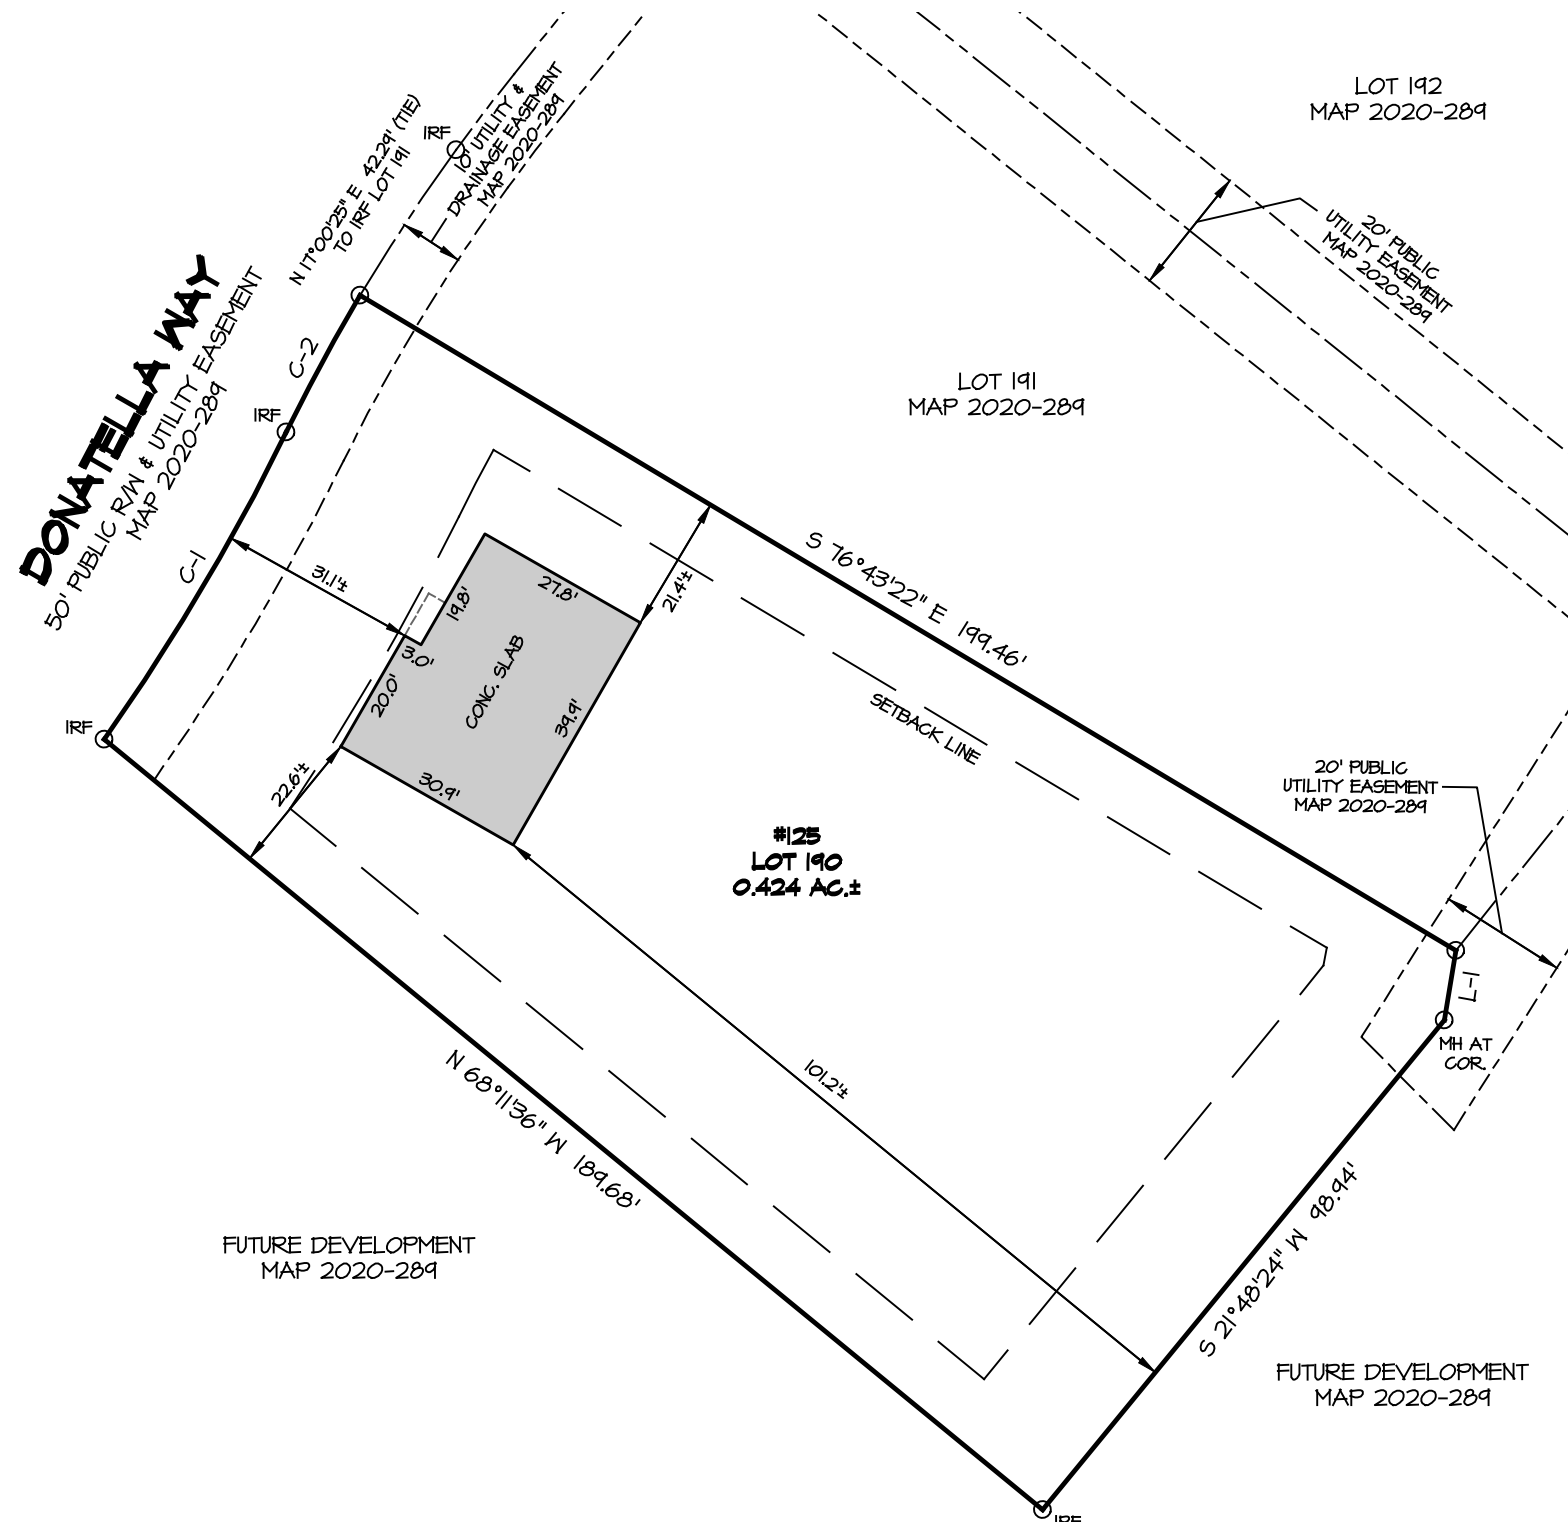 LOT 192
MAP 2020-289
IRF
10' UTILITY &
DRAINAGE EASEMENT
MAP 2020-289
N 17°00'25" E 42.29' (TIE)
TO IRF LOT 191
20' PUBLIC
UTILITY EASEMENT
MAP 2020-289
DONATELLA WAY
50' PUBLIC R/W & UTILITY EASEMENT
MAP 2020-289
C-2
IRF
LOT 191
MAP 2020-289
C-1
31.1'±
27.8'
19.8'
21.4'±
S 76°43'22" E 199.46'
3.0'
20.0'
CONC. SLAB
39.9'
30.9'
22.6'±
IRF
SETBACK LINE
20' PUBLIC
UTILITY EASEMENT
MAP 2020-289
#125
LOT 190
0.424 AC.±
L-1
MH AT
COR.
101.2'±
N 68°11'36" W 189.68'
S 21°48'24" W 98.94'
FUTURE DEVELOPMENT
MAP 2020-289
FUTURE DEVELOPMENT
MAP 2020-289
IRF